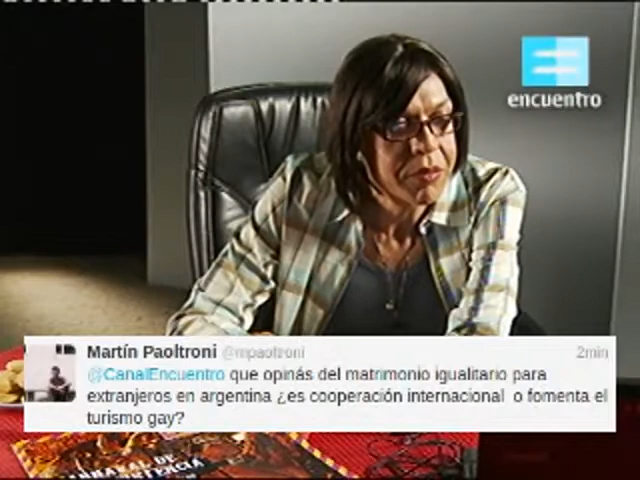 encuentro
Martín Paoltroni @mpaoltroni 2min
@CanalEncuentro que opinás del matrimonio igualitario para
extranjeros en argentina ¿es cooperación internacional o fomenta el
turismo gay?